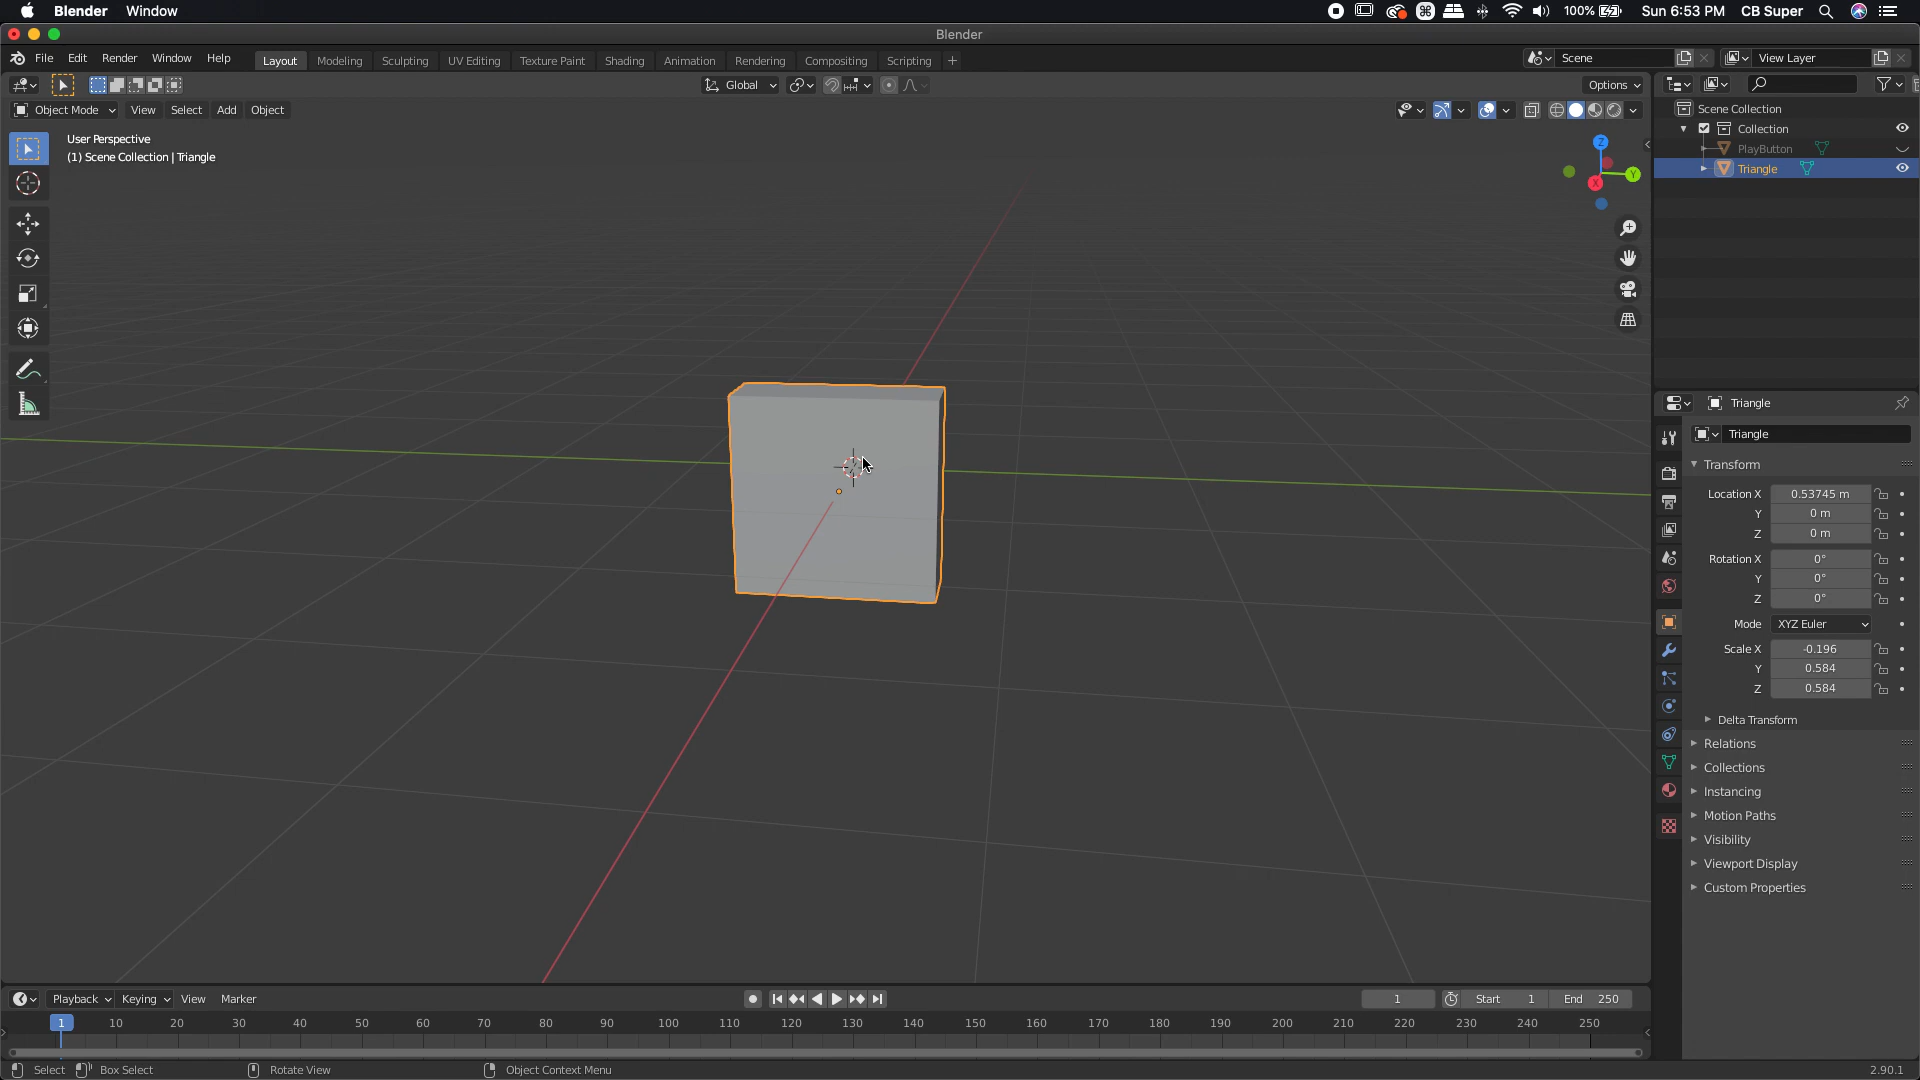 Blender Window 100% Sun 6:53 PM CB Super
Blender
File Edit Render Window Help Layout Modeling Sculpting UV Editing Texture Paint Shading Animation Rendering Compositing Scripting + Scene View Layer
Global Options
Object Mode View Select Add Object
User Perspective
(1) Scene Collection | Triangle
Z
Y
X
Scene Collection
Collection
PlayButton
Triangle
Triangle
Triangle
Transform
Location X 0.53745 m
Y 0 m
Z 0 m
Rotation X 0°
Y 0°
Z 0°
Mode XYZ Euler
Scale X -0.196
Y 0.584
Z 0.584
Delta Transform
Relations
Collections
Instancing
Motion Paths
Visibility
Viewport Display
Custom Properties
Playback Keying View Marker 1 Start 1 End 250
1 10 20 30 40 50 60 70 80 90 100 110 120 130 140 150 160 170 180 190 200 210 220 230 240 250
Select Box Select Rotate View Object Context Menu 2.90.1